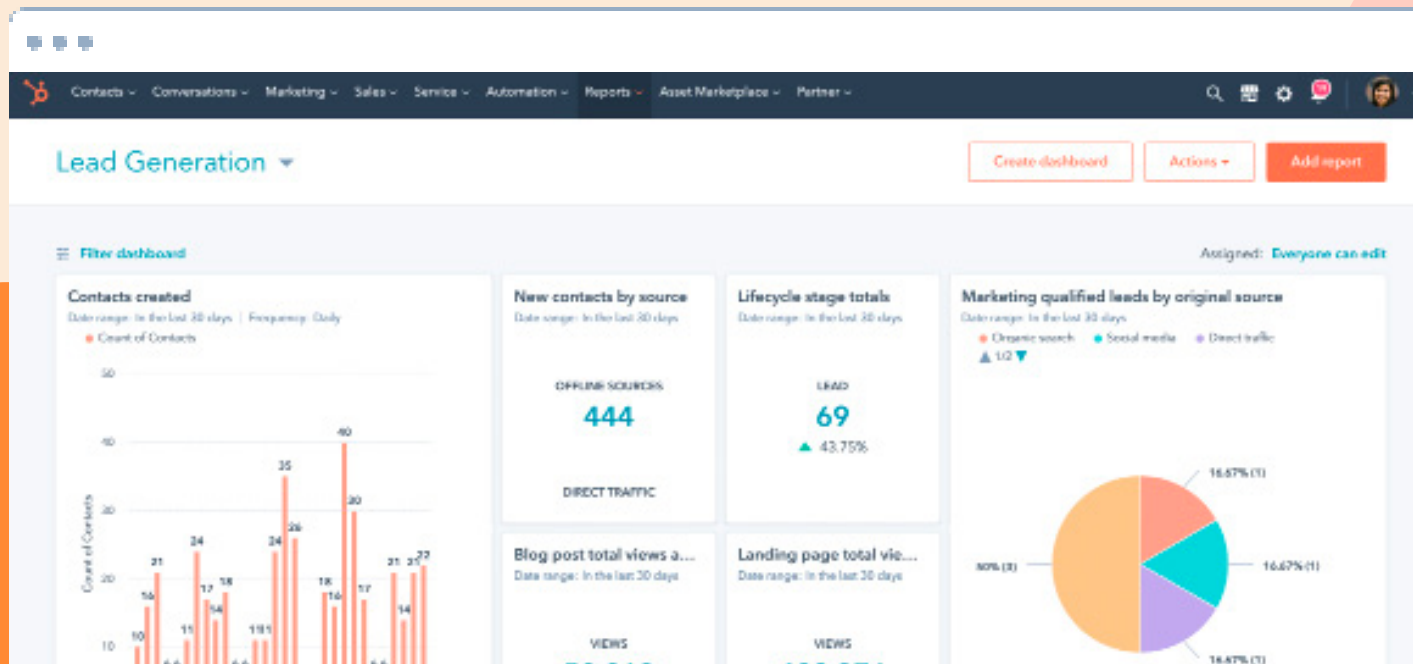 Contacts Conversations Marketing Sales Service Automation Reports Asset Marketplace Partner
Lead Generation
Create dashboard Actions Add report
Filter dashboard
Assigned: Everyone can edit
Contacts created
Date range: In the last 30 days | Frequency: Daily
Count of Contacts
50
40
30
20
10
Count of Contacts
10
16
21
11
24
17
14
18
11
11
24
35
26
18
16
40
30
17
21
14
21
22
New contacts by source
Date range: In the last 30 days
OFFLINE SOURCES
444
DIRECT TRAFFIC
Lifecycle stage totals
Date range: In the last 30 days
LEAD
69
▲ 43.75%
Marketing qualified leads by original source
Date range: In the last 30 days
Organic search Social media Direct traffic
▲ 1/2 ▼
16.67% (1)
16.67% (1)
16.67% (1)
50% (3)
Blog post total views a...
Date range: In the last 30 days
VIEWS
Landing page total vie...
Date range: In the last 30 days
VIEWS